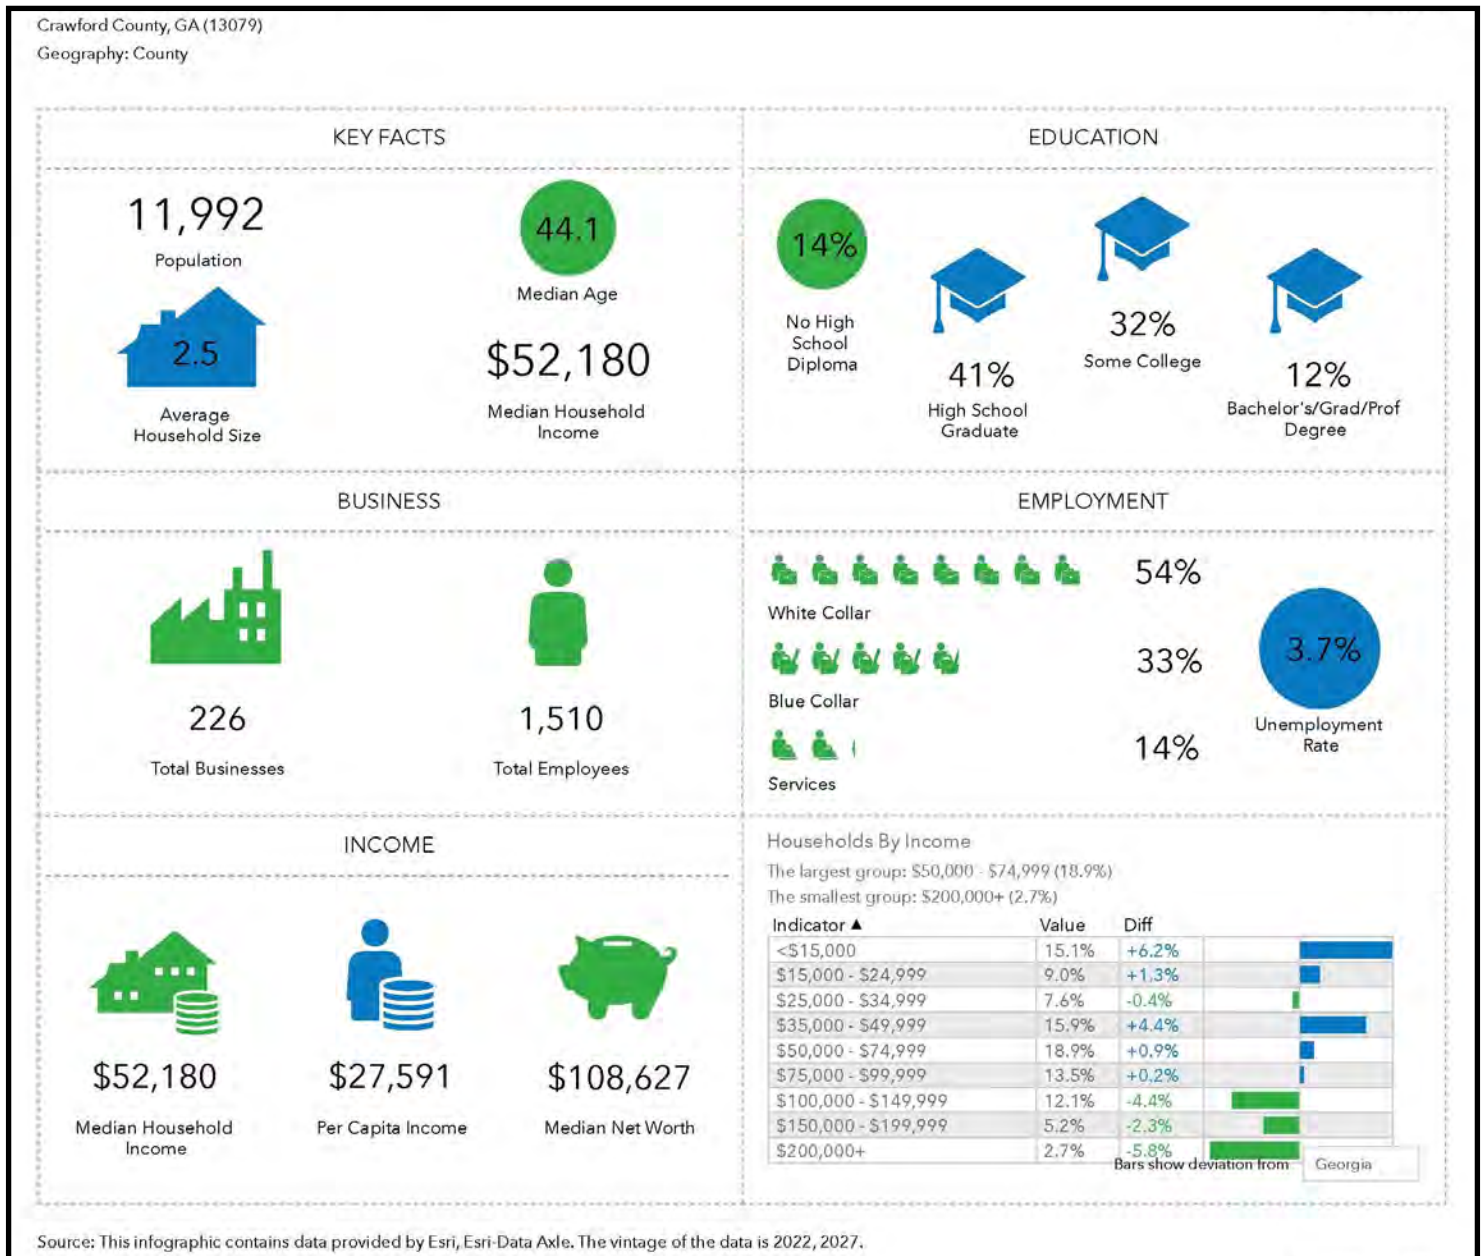 Crawford County, GA (13079)
Geography: County
KEY FACTS
11,992
Population
44.1
Median Age
2.5
Average
Household Size
$52,180
Median Household
Income
EDUCATION
14%
No High
School
Diploma
41%
High School
Graduate
32%
Some College
12%
Bachelor's/Grad/Prof
Degree
BUSINESS
226
Total Businesses
1,510
Total Employees
EMPLOYMENT
54%
White Collar
33%
Blue Collar
14%
Services
3.7%
Unemployment
Rate
INCOME
$52,180
Median Household
Income
$27,591
Per Capita Income
$108,627
Median Net Worth
Households By Income
The largest group: $50,000 - $74,999 (18.9%)
The smallest group: $200,000+ (2.7%)
Indicator ▲ Value Diff
<$15,000 15.1% +6.2%
$15,000 - $24,999 9.0% +1.3%
$25,000 - $34,999 7.6% -0.4%
$35,000 - $49,999 15.9% +4.4%
$50,000 - $74,999 18.9% +0.9%
$75,000 - $99,999 13.5% +0.2%
$100,000 - $149,999 12.1% -4.4%
$150,000 - $199,999 5.2% -2.3%
$200,000+ 2.7% -5.8%
Bars show deviation from Georgia
Source: This infographic contains data provided by Esri, Esri-Data Axle. The vintage of the data is 2022, 2027.